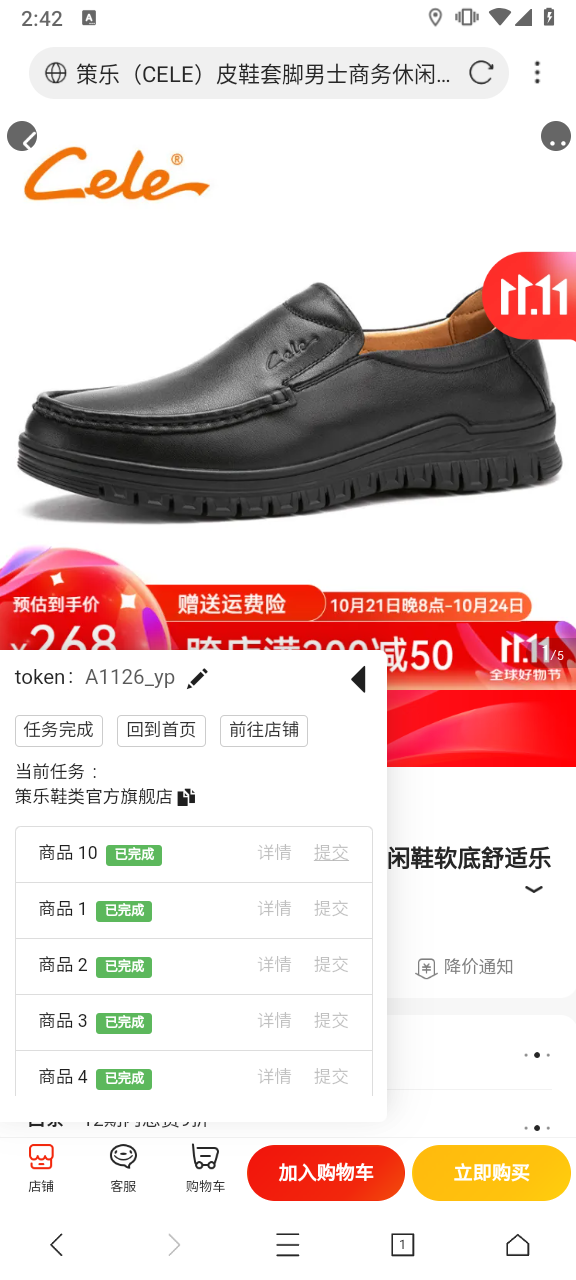 2:42
策乐（CELE）皮鞋套脚男士商务休闲...
Cele®
Cele
11.11
预估到手价
赠送运费险
10月21日晚8点-10月24日
¥268
跨店满300减50
11.11
/5
全球好物节
token：A1126_yp
任务完成 回到首页 前往店铺
当前任务：
策乐鞋类官方旗舰店
商品 10 已完成 详情 提交
闲鞋软底舒适乐
商品 1 已完成 详情 提交
商品 2 已完成 详情 提交
降价通知
商品 3 已完成 详情 提交
商品 4 已完成 详情 提交
店铺
客服
购物车
加入购物车
立即购买
1